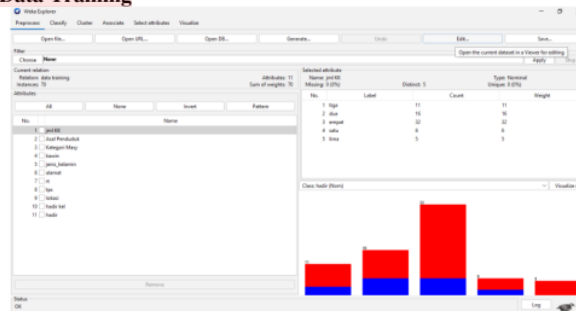 Data Training
Weka Explorer
Preprocess Classify Cluster Associate Select attributes Visualize
Open file... Open URL... Open DB... Generate... Undo Edit... Save...
Open the current dataset in a Viewer for editing
Filter
Choose None Apply Stop
Current relation
Relation: data training Attributes: 11
Instances: 70 Sum of weights: 70
Attributes
All None Invert Pattern
No. Name
1 jml KK
2 Asal Penduduk
3 Kategori Masy
4 kawin
5 jenis_kelamin
6 alamat
7 rt
8 tps
9 lokasi
10 hadir kel
11 hadir
Remove
Selected attribute
Name: jml KK Type: Nominal
Missing: 0 (0%) Distinct: 5 Unique: 0 (0%)
No. Label Count Weight
1 tiga 11 11
2 dua 16 16
3 empat 32 32
4 satu 6 6
5 lima 5 5
Class: hadir (Nom) Visualize
11
16
32
6
5
Status
OK
Log